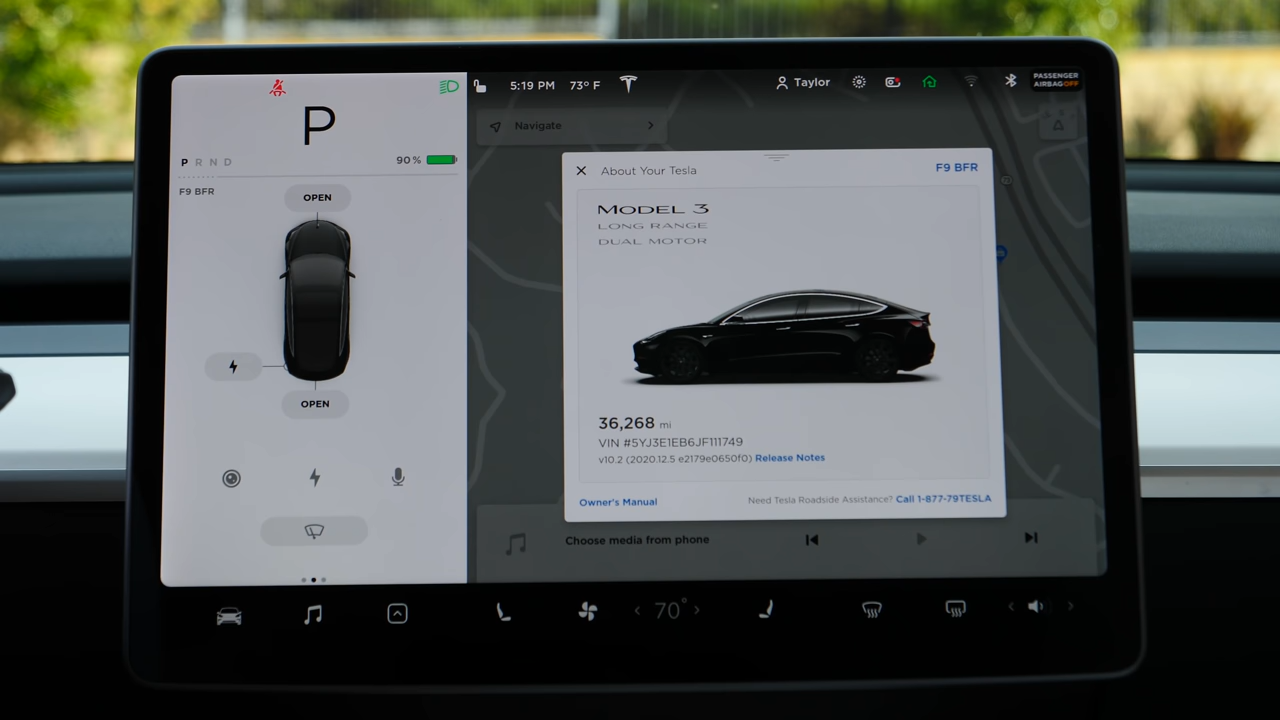 P
P R N D
90 %
F9 BFR
OPEN
OPEN
5:19 PM 73° F
Taylor
PASSENGER
AIRBAG OFF
Navigate
About Your Tesla
F9 BFR
MODEL 3
LONG RANGE
DUAL MOTOR
36,268 mi
VIN #5YJ3E1EB6JF111749
v10.2 (2020.12.5 e2179e0650f0) Release Notes
Owner's Manual
Need Tesla Roadside Assistance? Call 1-877-79TESLA
Choose media from phone
70°